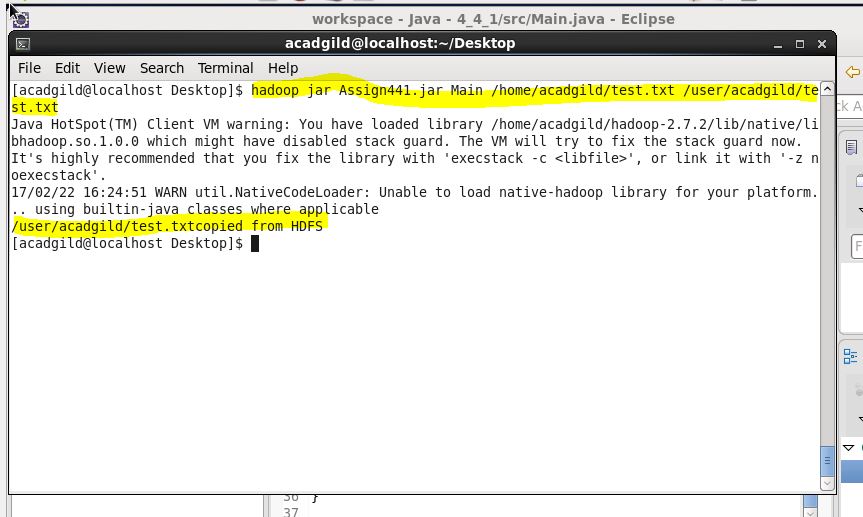 workspace - Java - 4_4_1/src/Main.java - Eclipse
acadgild@localhost:~/Desktop
File Edit View Search Terminal Help
[acadgild@localhost Desktop]$ hadoop jar Assign441.jar Main /home/acadgild/test.txt /user/acadgild/te
st.txt
Java HotSpot(TM) Client VM warning: You have loaded library /home/acadgild/hadoop-2.7.2/lib/native/li
bhadoop.so.1.0.0 which might have disabled stack guard. The VM will try to fix the stack guard now.
It's highly recommended that you fix the library with 'execstack -c <libfile>', or link it with '-z n
oexecstack'.
17/02/22 16:24:51 WARN util.NativeCodeLoader: Unable to load native-hadoop library for your platform.
.. using builtin-java classes where applicable
/user/acadgild/test.txtcopied from HDFS
[acadgild@localhost Desktop]$
36 }
37